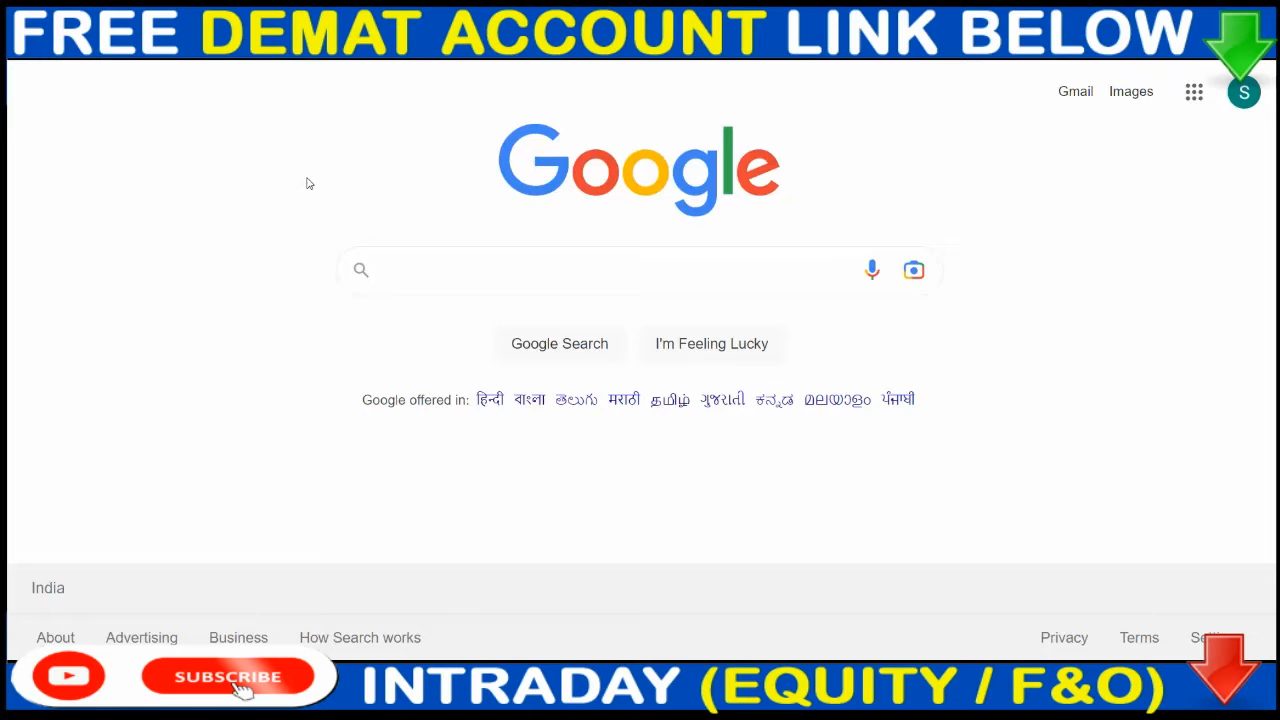 FREE DEMAT ACCOUNT LINK BELOW
Gmail Images S
Google
Google Search I'm Feeling Lucky
Google offered in: हिन्दी বাংলা తెలుగు मराठी தமிழ் ગુજરાતી ಕನ್ನಡ മലയാളം ਪੰਜਾਬੀ
India
About Advertising Business How Search works Privacy Terms
SUBSCRIBE
INTRADAY (EQUITY / F&O)